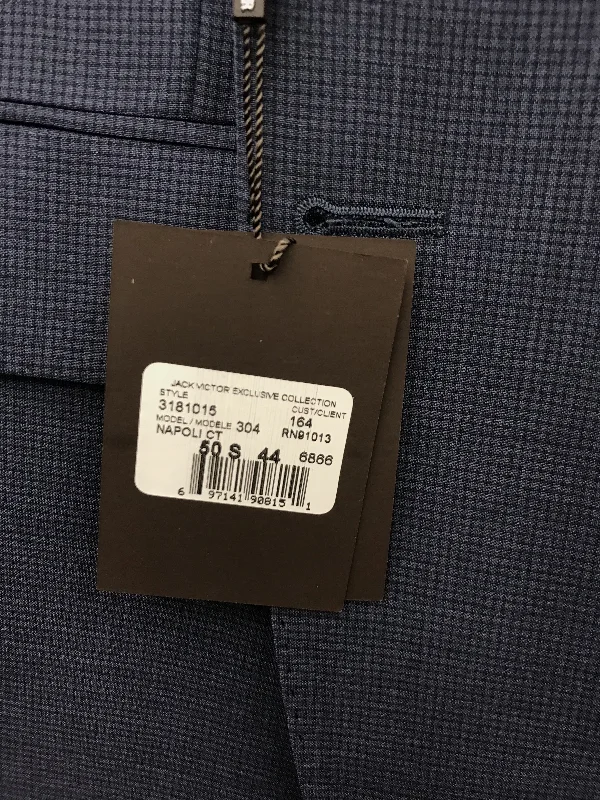 R
JACK VICTOR EXCLUSIVE COLLECTION
STYLE CUST/CLIENT
3181015 164
MODEL / MODELE 304 RN91013
NAPOLI CT
50 S 44 6866
6 97141 90815 1